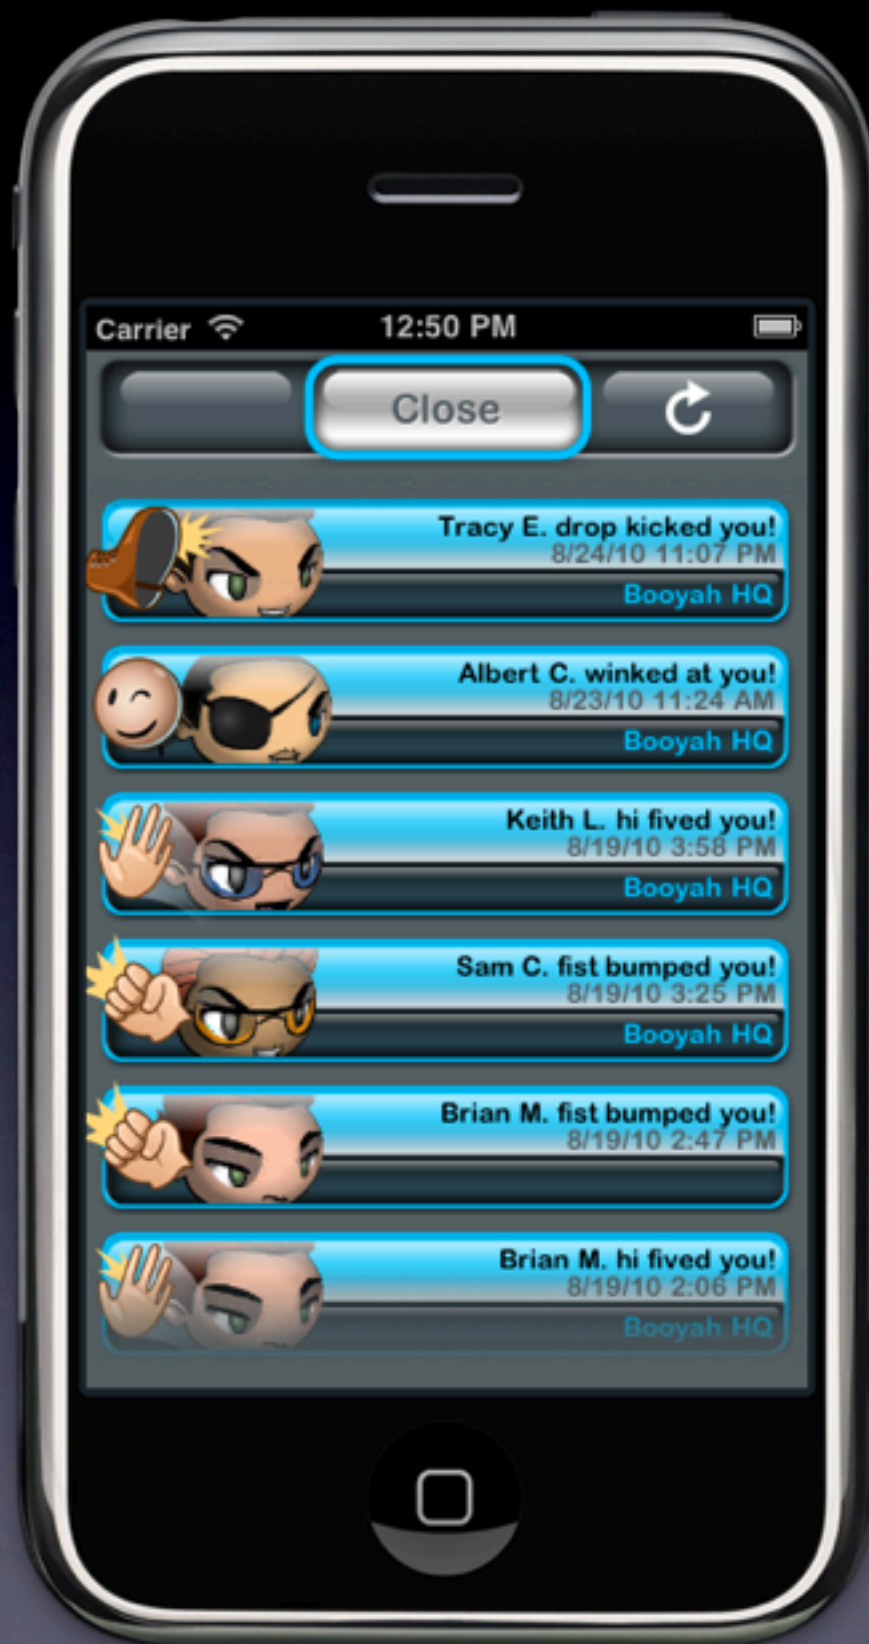 Carrier 12:50 PM
Close
Tracy E. drop kicked you!
8/24/10 11:07 PM
Booyah HQ
Albert C. winked at you!
8/23/10 11:24 AM
Booyah HQ
Keith L. hi fived you!
8/19/10 3:58 PM
Booyah HQ
Sam C. fist bumped you!
8/19/10 3:25 PM
Booyah HQ
Brian M. fist bumped you!
8/19/10 2:47 PM
Brian M. hi fived you!
8/19/10 2:06 PM
Booyah HQ